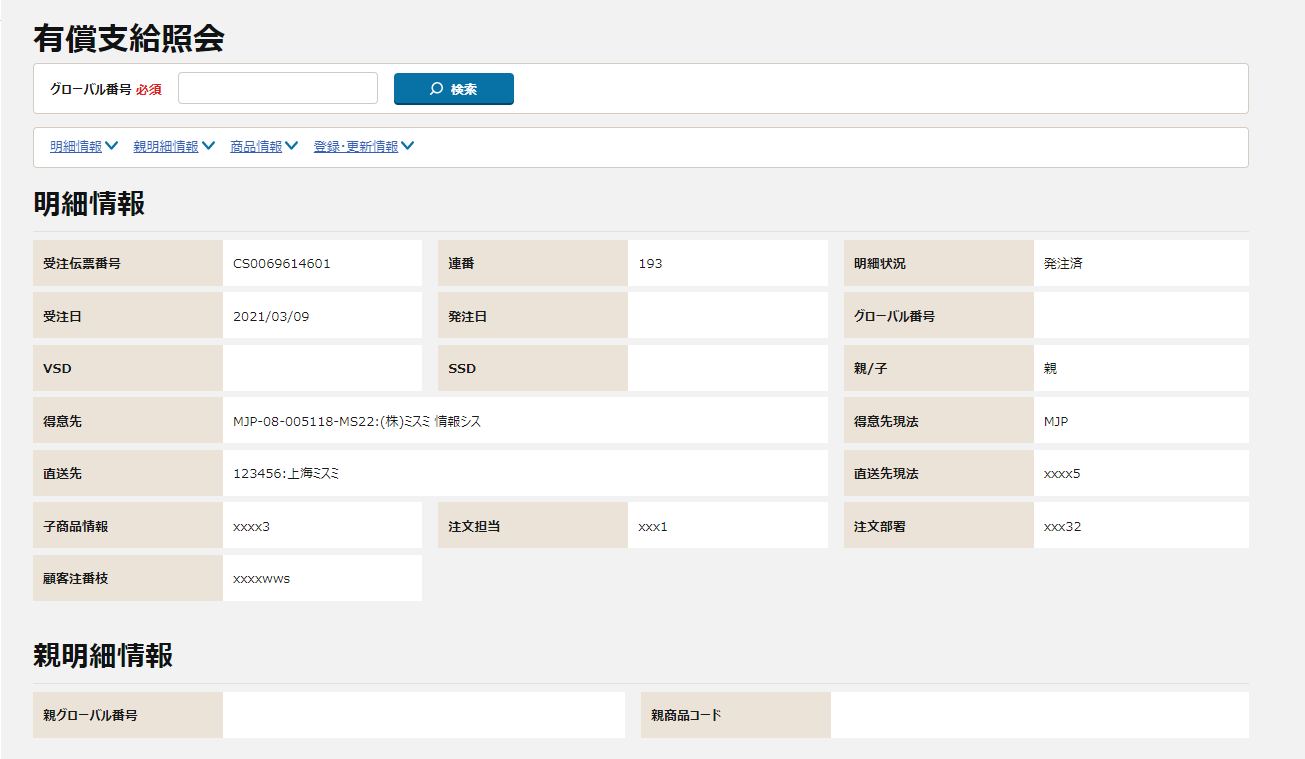 有償支給照会
グローバル番号 必須 検索
明細情報 親明細情報 商品情報 登録・更新情報
明細情報
受注伝票番号 CS0069614601 連番 193 明細状況 発注済
受注日 2021/03/09 発注日 グローバル番号
VSD SSD 親/子 親
得意先 MJP-08-005118-MS22:(株)ミスミ 情報シス 得意先現法 MJP
直送先 123456:上海ミスミ 直送先現法 xxxx5
子商品情報 xxxx3 注文担当 xxx1 注文部署 xxx32
顧客注番枝 xxxxwws
親明細情報
親グローバル番号 親商品コード